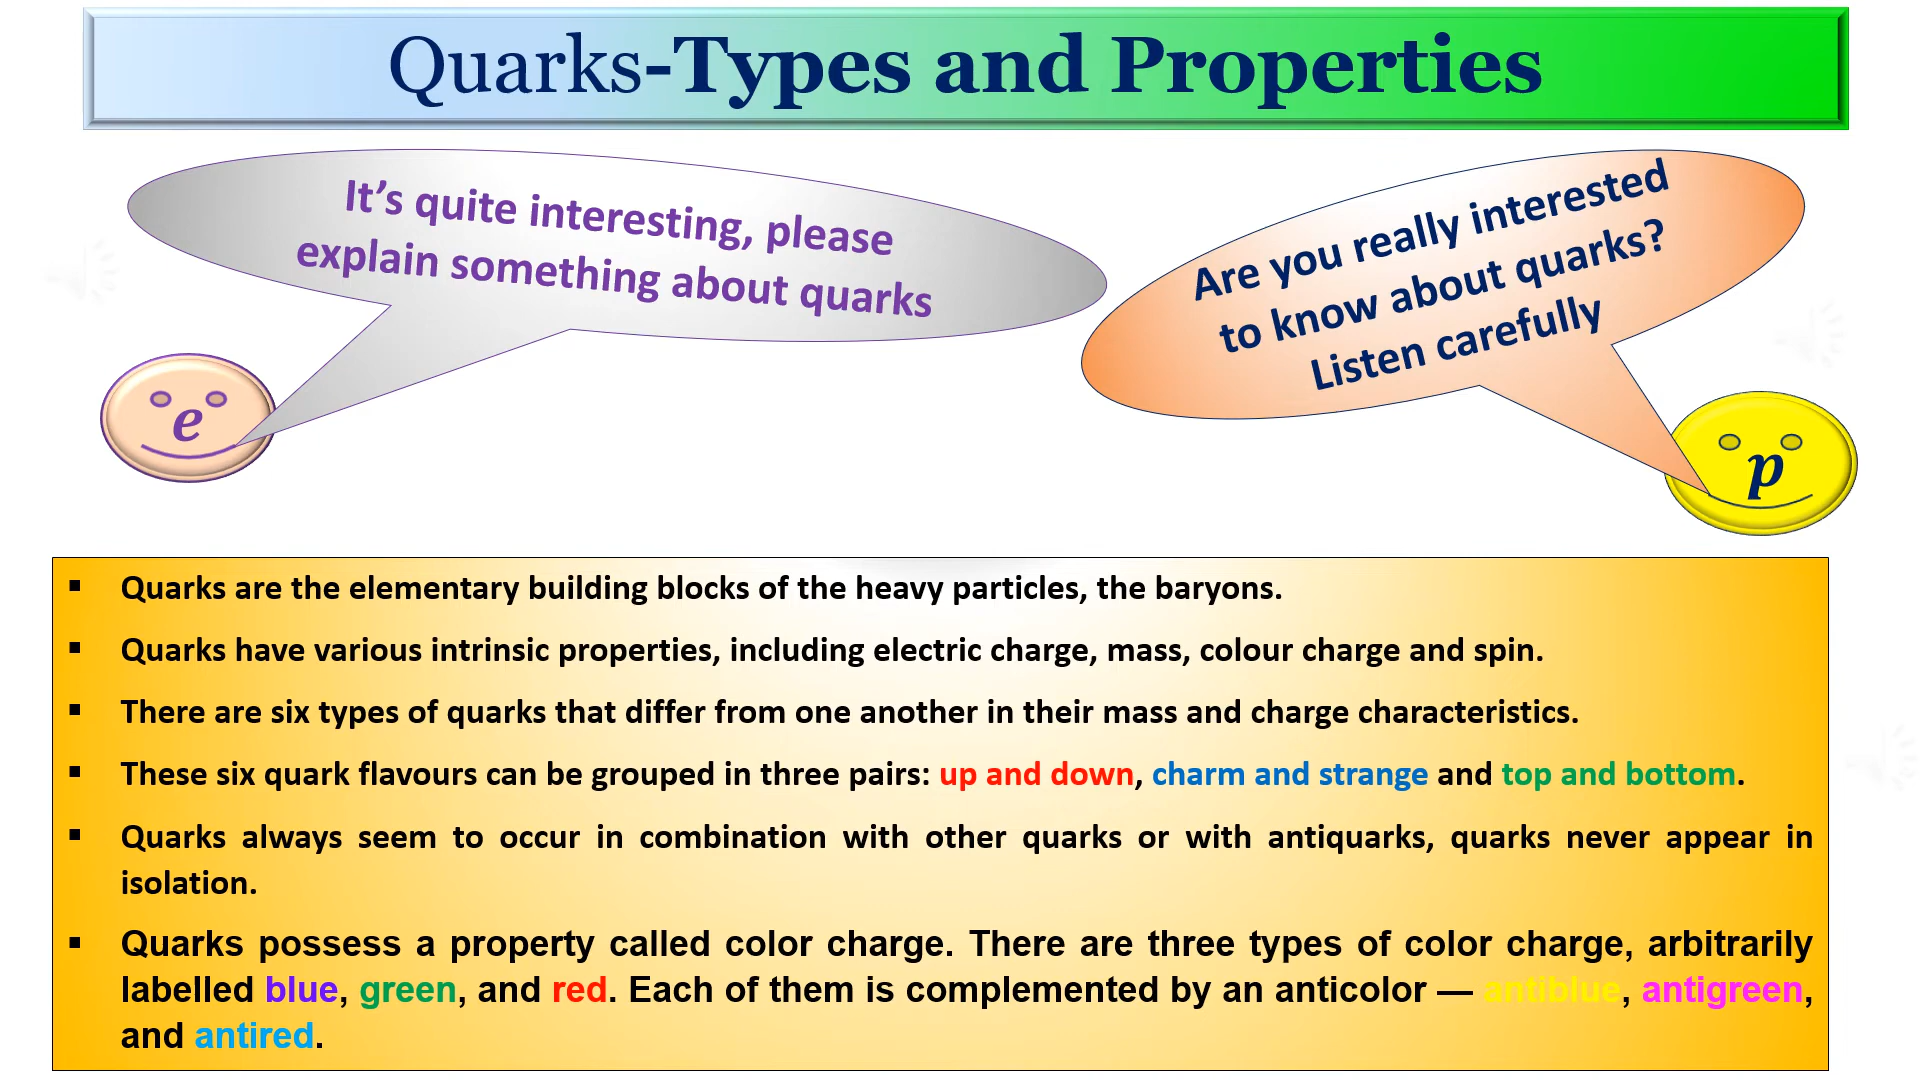 Quarks-Types and Properties
It’s quite interesting, please
explain something about quarks
Are you really interested
to know about quarks?
Listen carefully
e
p
▪ Quarks are the elementary building blocks of the heavy particles, the baryons.
▪ Quarks have various intrinsic properties, including electric charge, mass, colour charge and spin.
▪ There are six types of quarks that differ from one another in their mass and charge characteristics.
▪ These six quark flavours can be grouped in three pairs: up and down, charm and strange and top and bottom.
▪ Quarks always seem to occur in combination with other quarks or with antiquarks, quarks never appear in
isolation.
▪ Quarks possess a property called color charge. There are three types of color charge, arbitrarily
labelled blue, green, and red. Each of them is complemented by an anticolor — antiblue, antigreen,
and antired.